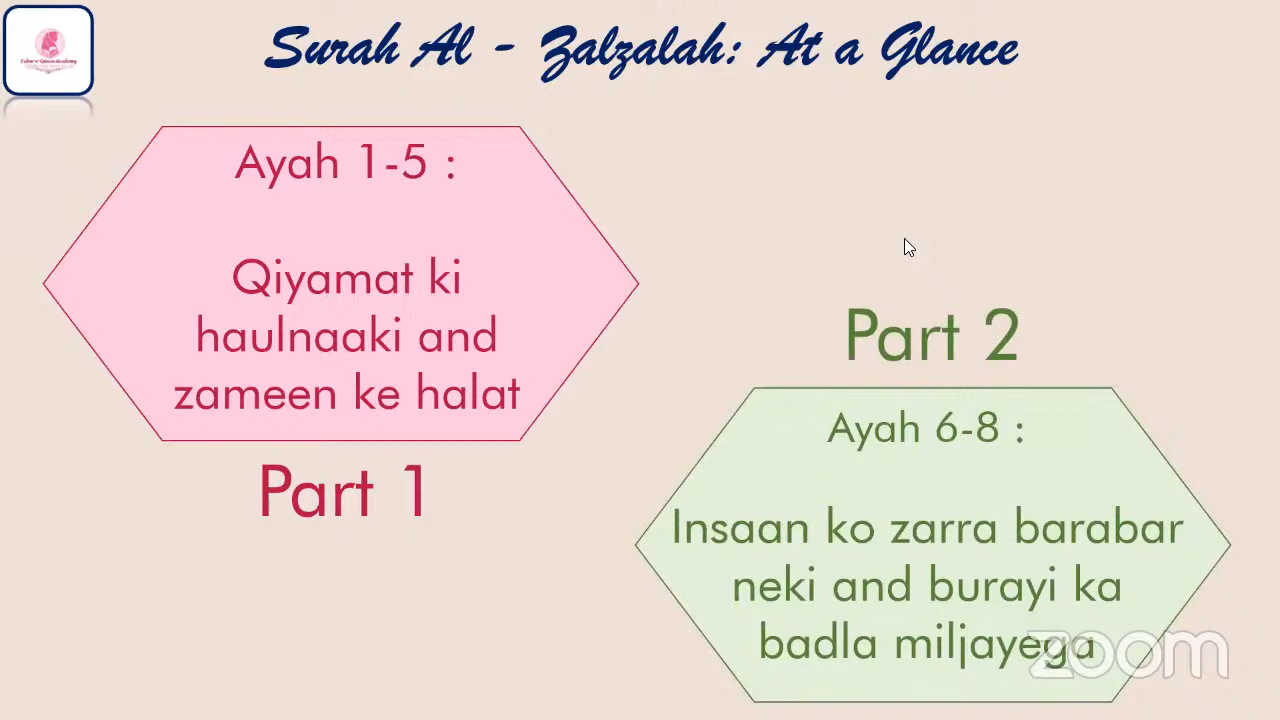 Surah Al - Zalzalah: At a Glance
Ayah 1-5 :
Qiyamat ki
haulnaaki and
zameen ke halat
Part 1
Part 2
Ayah 6-8 :
Insaan ko zarra barabar
neki and burayi ka
badla miljayega
zoom